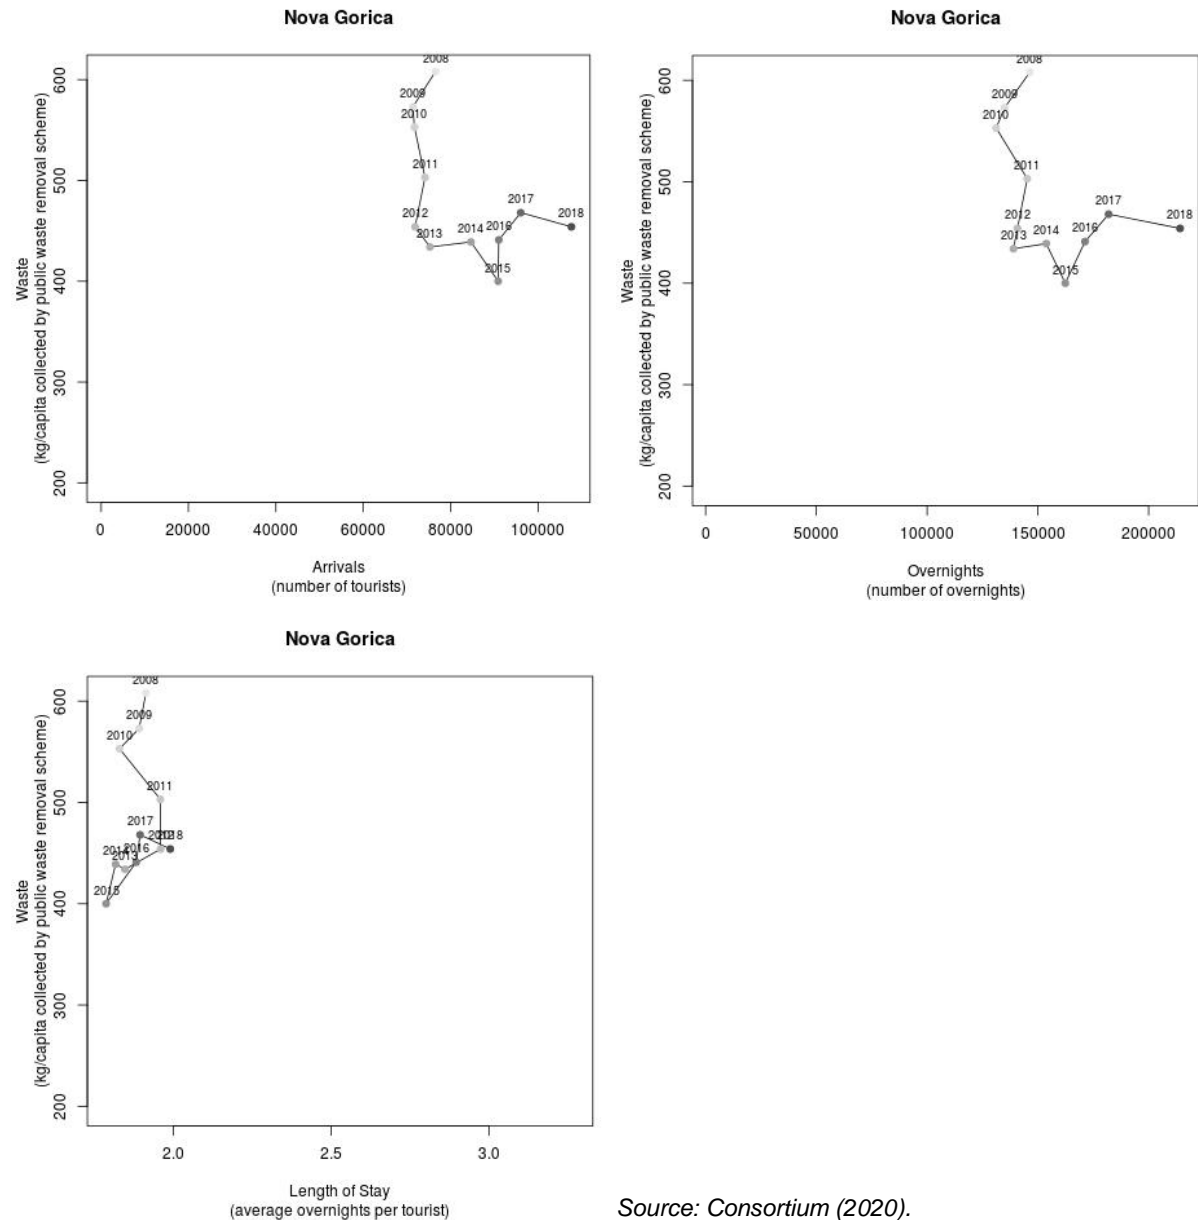 Nova Gorica
Waste
(kg/capita collected by public waste removal scheme)
600
500
400
300
200
2008
2009
2010
2011
2012
2013
2014
2015
2016
2017
2018
0 20000 40000 60000 80000 100000
Arrivals
(number of tourists)
Nova Gorica
Waste
(kg/capita collected by public waste removal scheme)
600
500
400
300
200
2008
2009
2010
2011
2012
2013
2014
2015
2016
2017
2018
0 50000 100000 150000 200000
Overnights
(number of overnights)
Nova Gorica
Waste
(kg/capita collected by public waste removal scheme)
600
500
400
300
200
2008
2009
2010
2011
2017
2012
2018
2014
2013
2016
2015
2.0 2.5 3.0
Length of Stay
(average overnights per tourist)
Source: Consortium (2020).